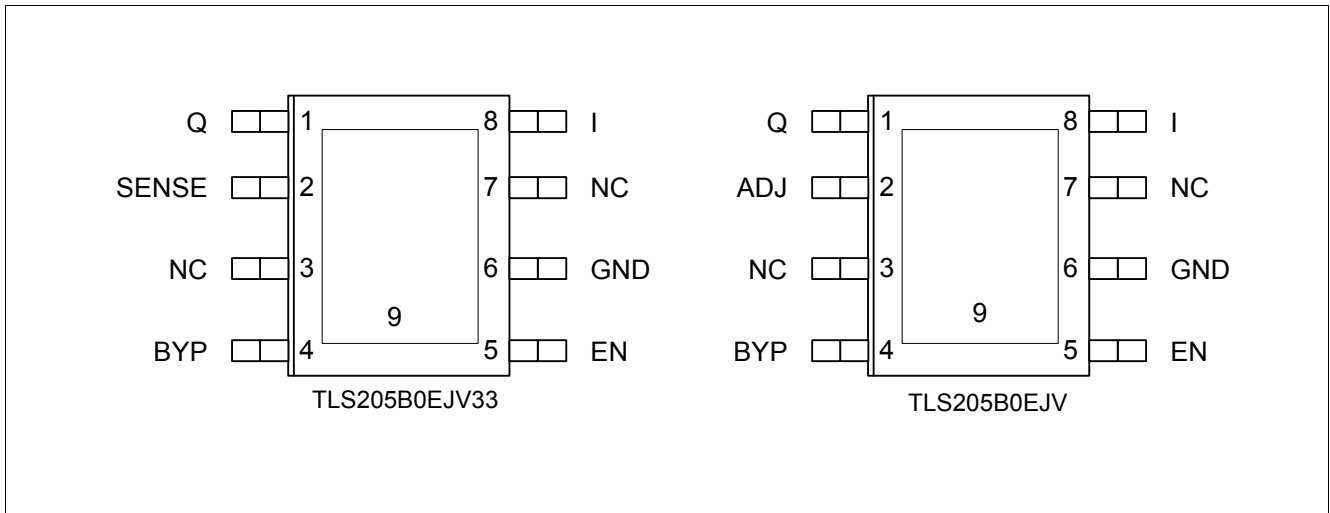 Q 1 8 I
SENSE 2 7 NC
NC 3 6 GND
9
BYP 4 5 EN
TLS205B0EJV33
Q 1 8 I
ADJ 2 7 NC
NC 3 6 GND
9
BYP 4 5 EN
TLS205B0EJV